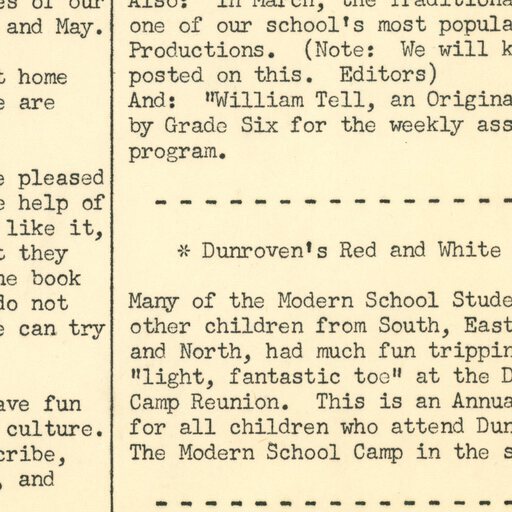 es of our
and May.
home
e are
e pleased
e help of
like it,
they
he book
do not
e can try
ave fun
culture.
cribe,
, and
Also: In March, the Traditiona
one of our school's most popula
Productions. (Note: We will k
posted on this. Editors)
And: "William Tell, an Origina
by Grade Six for the weekly ass
program.
* Dunroven's Red and White
Many of the Modern School Stude
other children from South, East
and North, had much fun trippin
"light, fantastic toe" at the D
Camp Reunion. This is an Annua
for all children who attend Dun
The Modern School Camp in the s